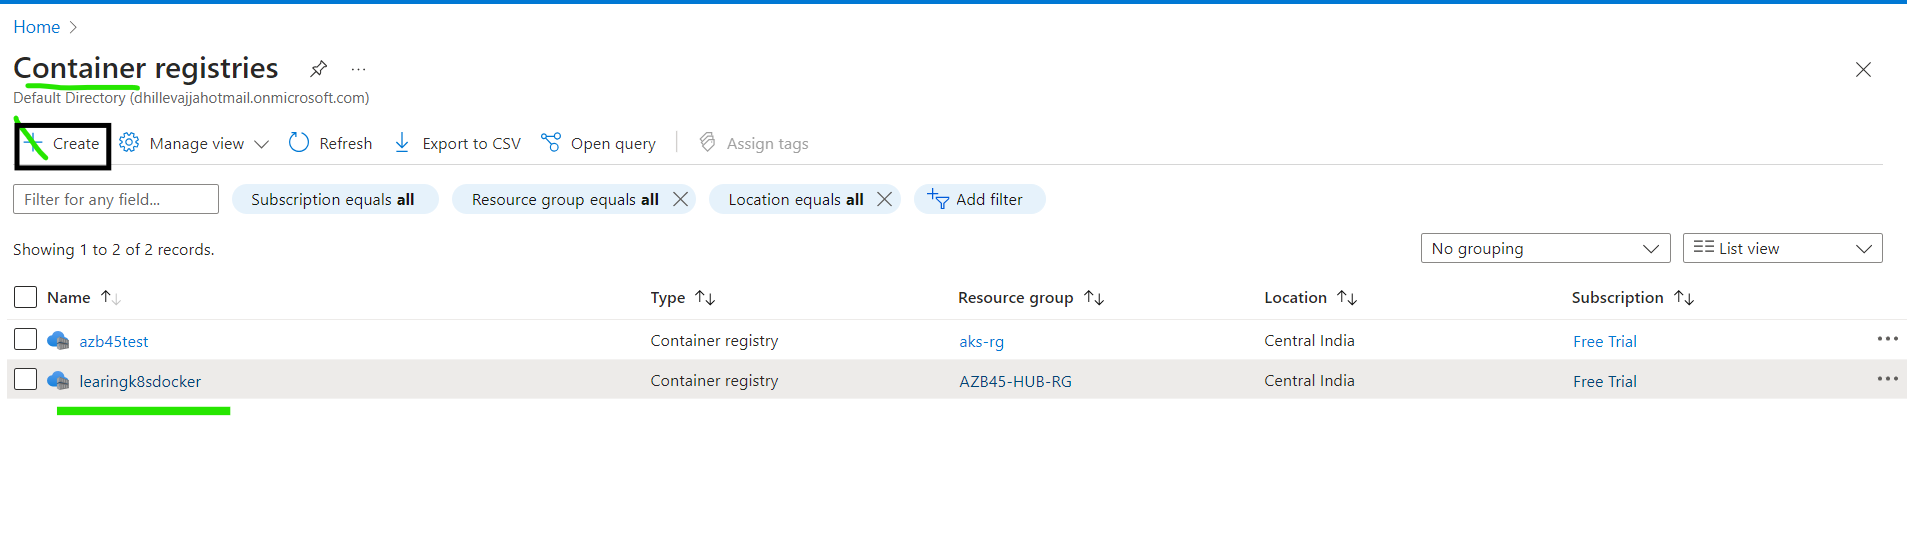 Home
Container registries
Default Directory (dhillevajjahotmail.onmicrosoft.com)
Create Manage view Refresh Export to CSV Open query Assign tags
Filter for any field... Subscription equals all Resource group equals all Location equals all Add filter
Showing 1 to 2 of 2 records. No grouping List view
Name Type Resource group Location Subscription
azb45test Container registry aks-rg Central India Free Trial
learingk8sdocker Container registry AZB45-HUB-RG Central India Free Trial